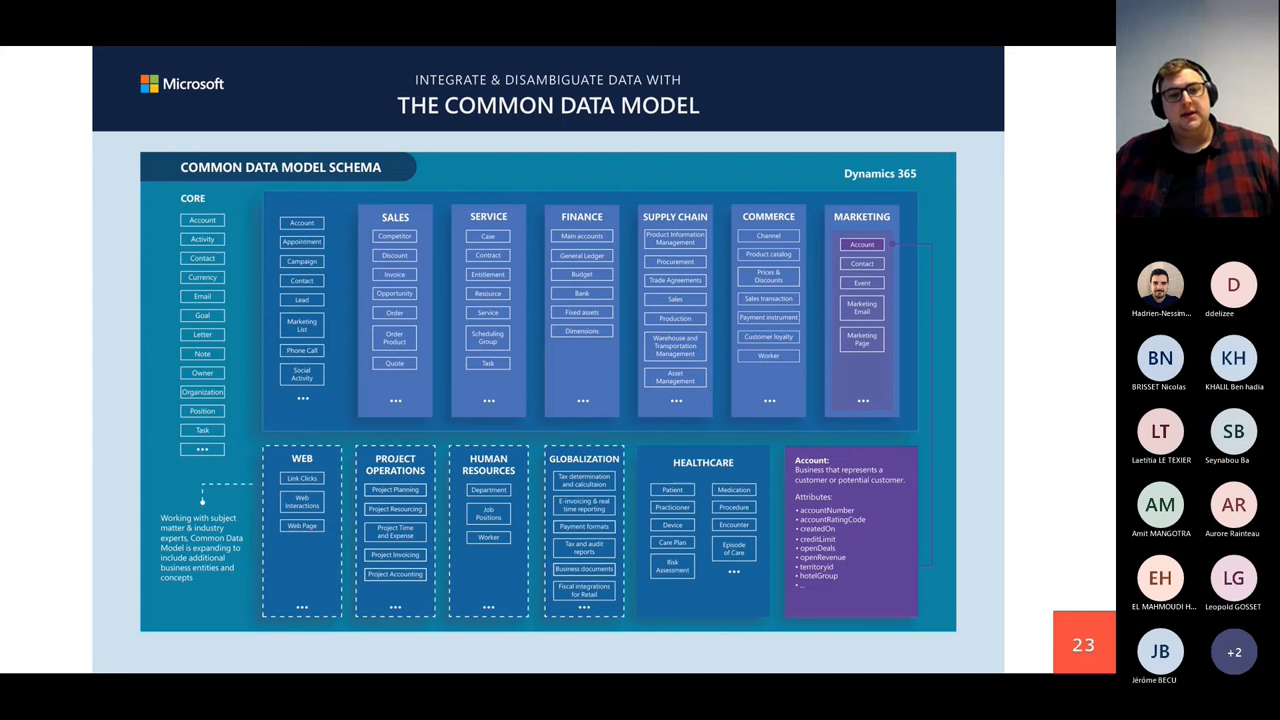 Microsoft
INTEGRATE & DISAMBIGUATE DATA WITH
THE COMMON DATA MODEL
COMMON DATA MODEL SCHEMA
Dynamics 365
CORE
Account
Activity
Contact
Currency
Email
Goal
Letter
Note
Owner
Organization
Position
Task
...
Account
Appointment
Campaign
Contact
Lead
Marketing
List
Phone Call
Social
Activity
...
SALES
Competitor
Discount
Invoice
Opportunity
Order
Order
Product
Quote
...
SERVICE
Case
Contract
Entitlement
Resource
Service
Scheduling
Group
Task
...
FINANCE
Main accounts
General Ledger
Budget
Bank
Fixed assets
Dimensions
...
SUPPLY CHAIN
Product Information
Management
Procurement
Trade Agreements
Sales
Production
Warehouse and
Transportation
Management
Asset
Management
...
COMMERCE
Channel
Product catalog
Prices &
Discounts
Sales transaction
Payment instrument
Customer loyalty
Worker
...
MARKETING
Account
Contact
Event
Marketing
Email
Marketing
Page
...
Working with subject
matter & industry
experts, Common Data
Model is expanding to
include additional
business entities and
concepts
WEB
Link Clicks
Web
Interactions
Web Page
...
PROJECT
OPERATIONS
Project Planning
Project Resourcing
Project Time
and Expense
Project Invoicing
Project Accounting
...
HUMAN
RESOURCES
Department
Job
Positions
Worker
...
GLOBALIZATION
Tax determination
and calcultaion
E-invoicing & real
time reporting
Payment formats
Tax and audit
reports
Business documents
Fiscal integrations
for Retail
...
HEALTHCARE
Patient
Practitioner
Device
Care Plan
Risk
Assessment
Medication
Procedure
Encounter
Episode
of Care
...
Account:
Business that represents a
customer or potential customer.
Attributes:
• accountNumber
• accountRatingCode
• createdOn
• creditLimit
• openDeals
• openRevenue
• territoryid
• hotelGroup
• ...
23
Hadrien-Nessim...
D
ddelizee
BN
BRISSET Nicolas
KH
KHALIL Ben hadia
LT
Laetitia LE TEXIER
SB
Seynabou Ba
AM
Amit MANGOTRA
AR
Aurore Rainteau
EH
EL MAHMOUDI H...
LG
Leopold GOSSET
JB
Jérôme BECU
+2